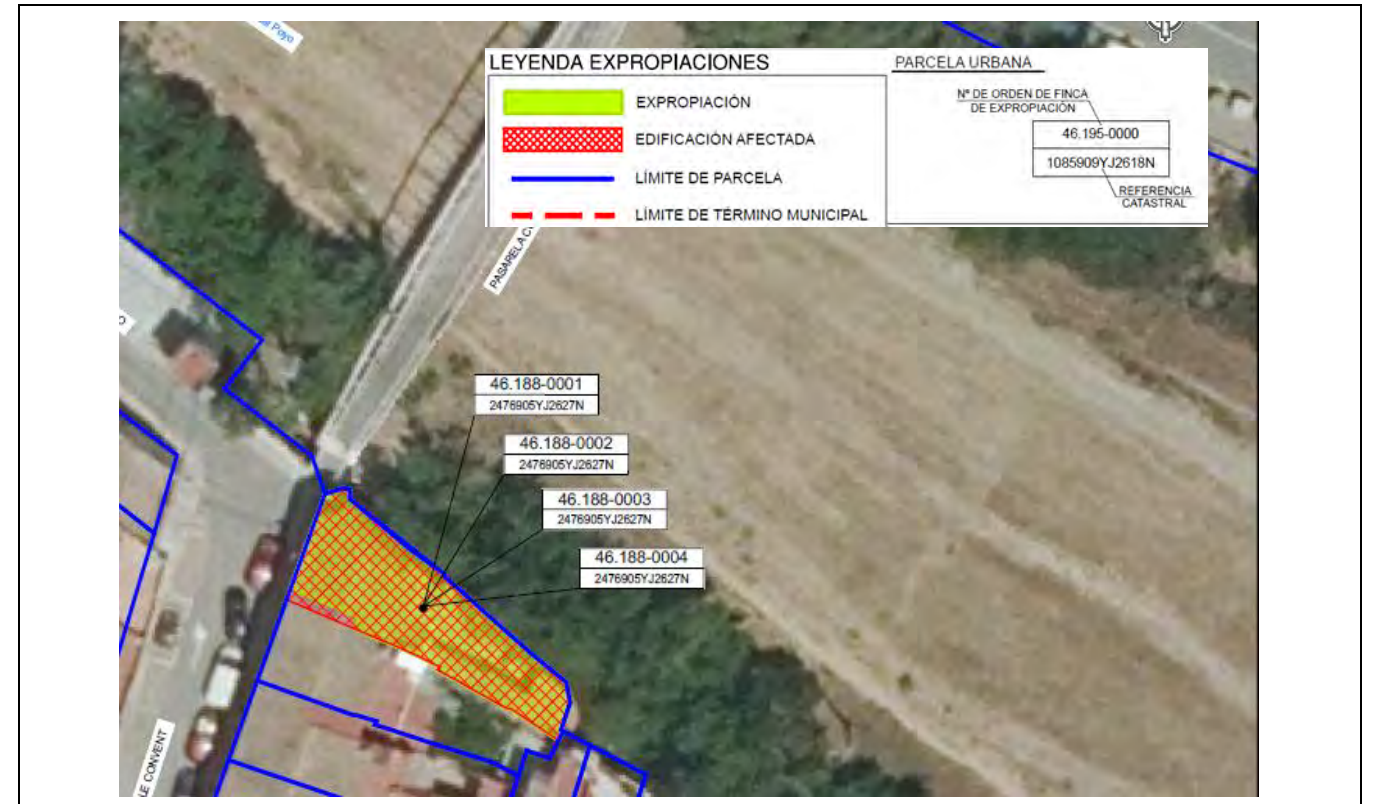 Poyo
LEYENDA EXPROPIACIONES
EXPROPIACIÓN
EDIFICACIÓN AFECTADA
LÍMITE DE PARCELA
LÍMITE DE TÉRMINO MUNICIPAL
PARCELA URBANA
Nº DE ORDEN DE FINCA
DE EXPROPIACIÓN
46.195-0000
1085909YJ2618N
REFERENCIA
CATASTRAL
PASARELA
46.188-0001
2476905YJ2627N
46.188-0002
2476905YJ2627N
46.188-0003
2476905YJ2627N
46.188-0004
2476905YJ2627N
LE CONVENT